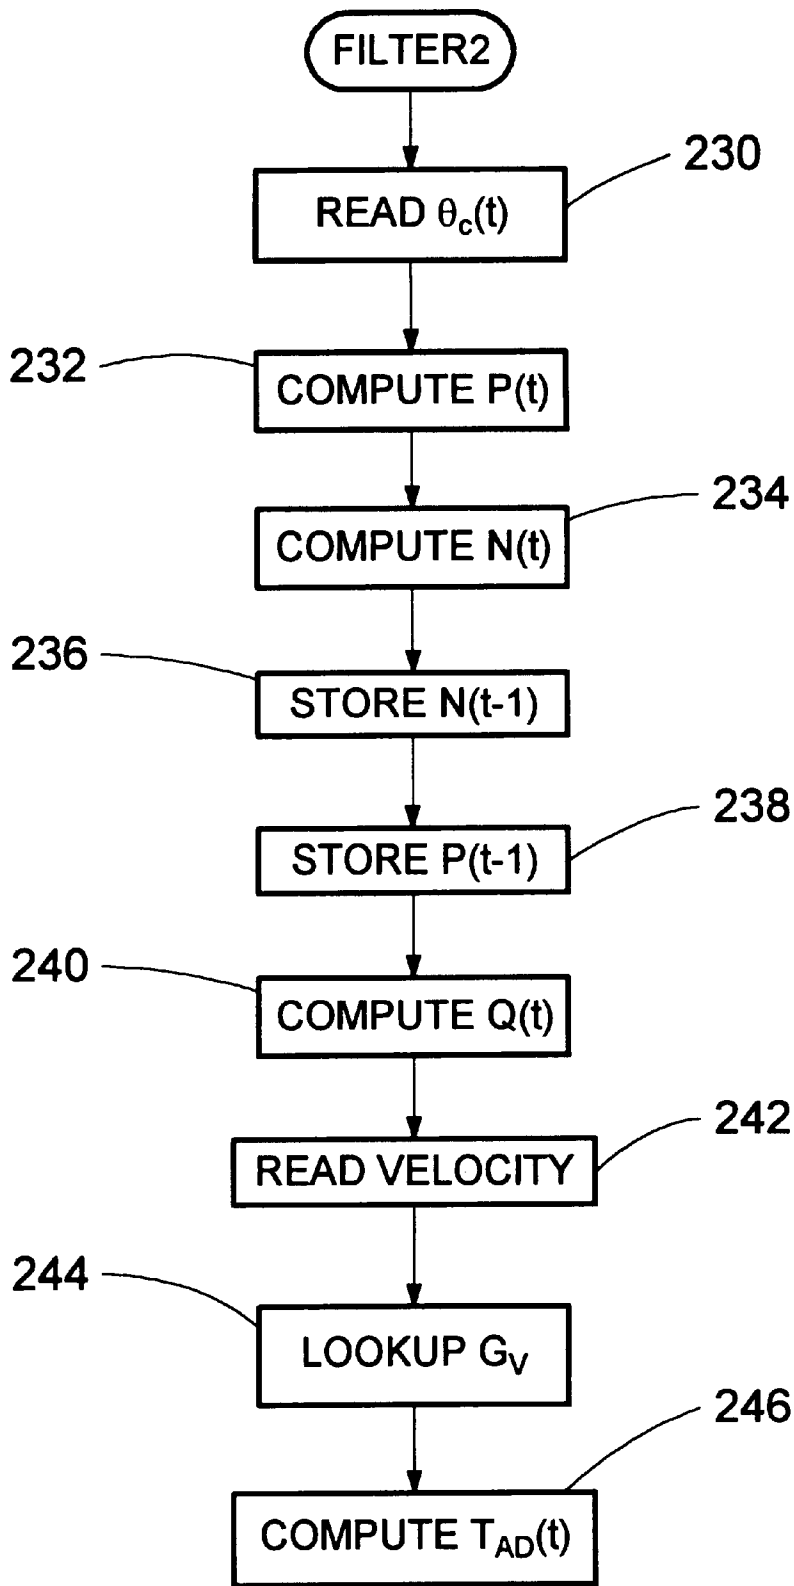 FILTER2
230
READ θc(t)
232
COMPUTE P(t)
234
COMPUTE N(t)
236
STORE N(t-1)
238
STORE P(t-1)
240
COMPUTE Q(t)
242
READ VELOCITY
244
LOOKUP GV
246
COMPUTE TAD(t)